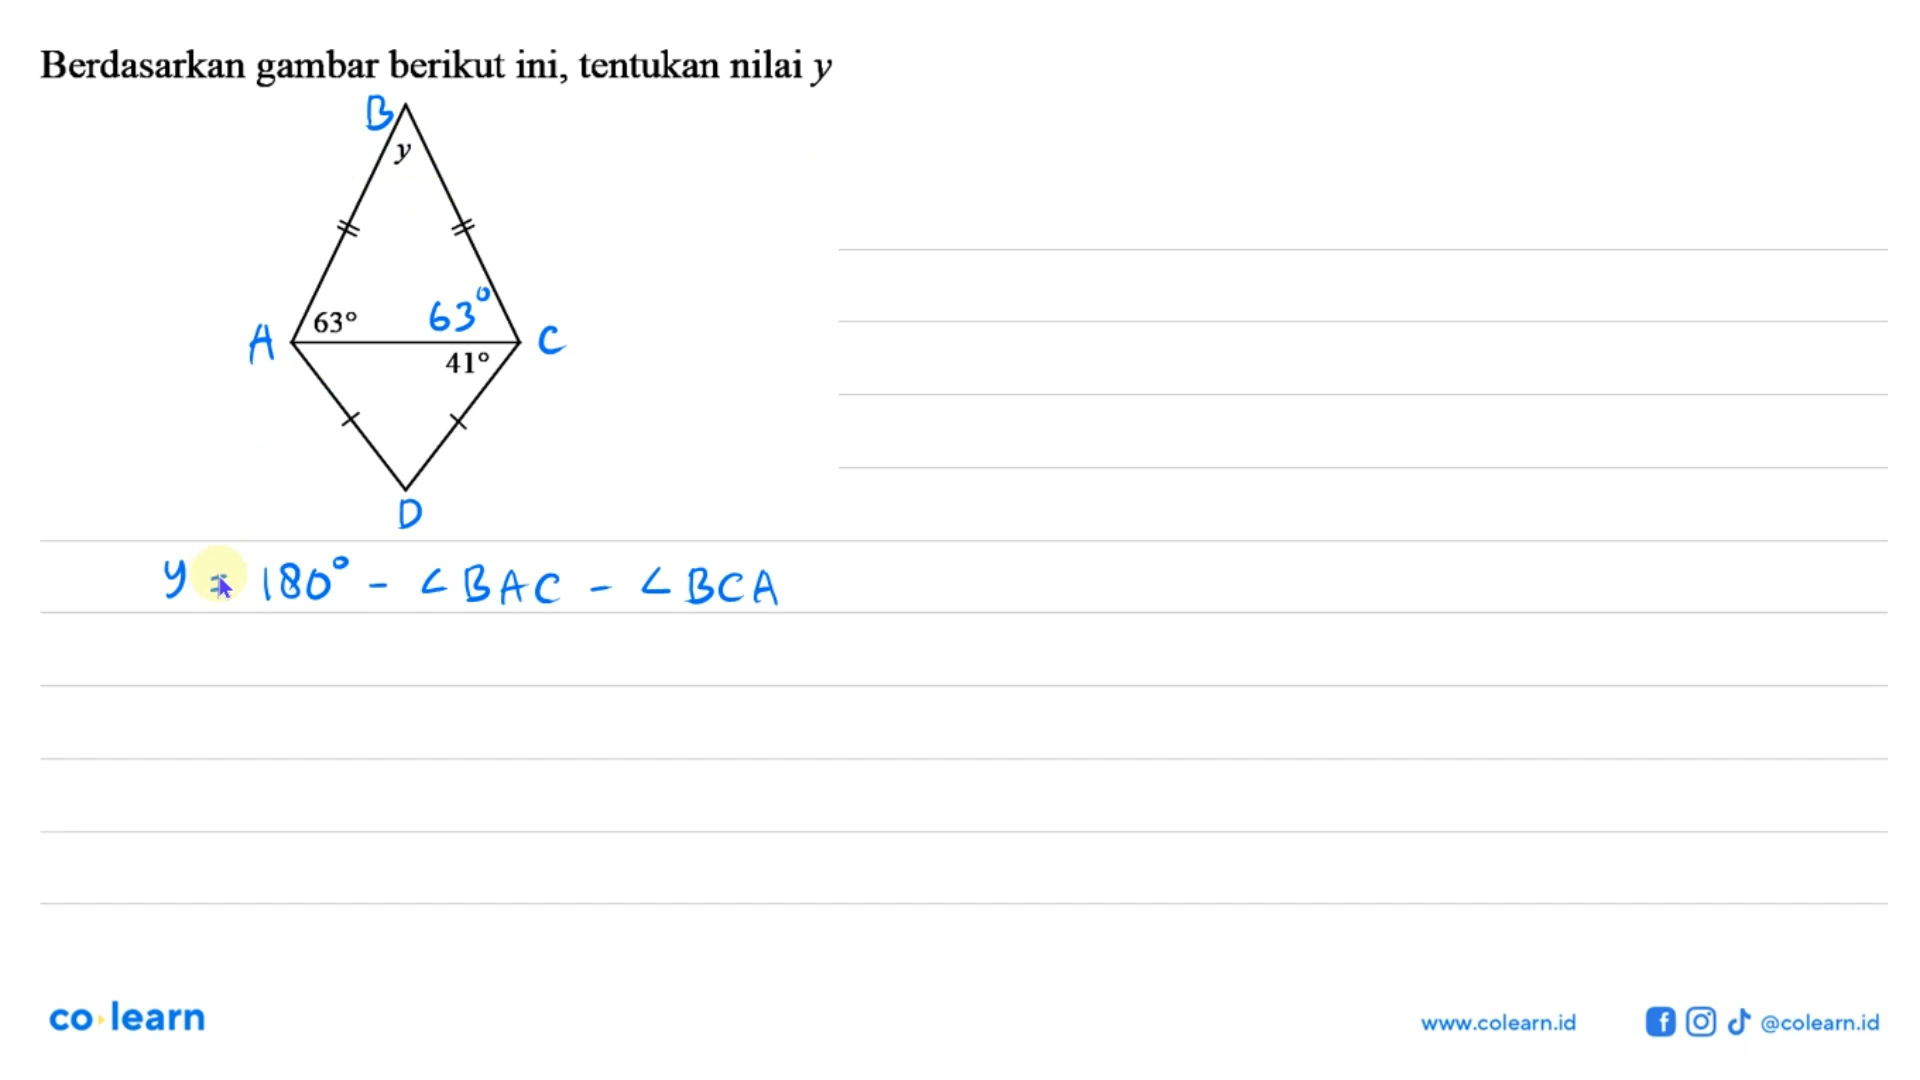 Berdasarkan gambar berikut ini, tentukan nilai y
B
y
63° 63°
A C
41°
D
y = 180° - ∠BAC - ∠BCA
co learn
www.colearn.id @colearn.id